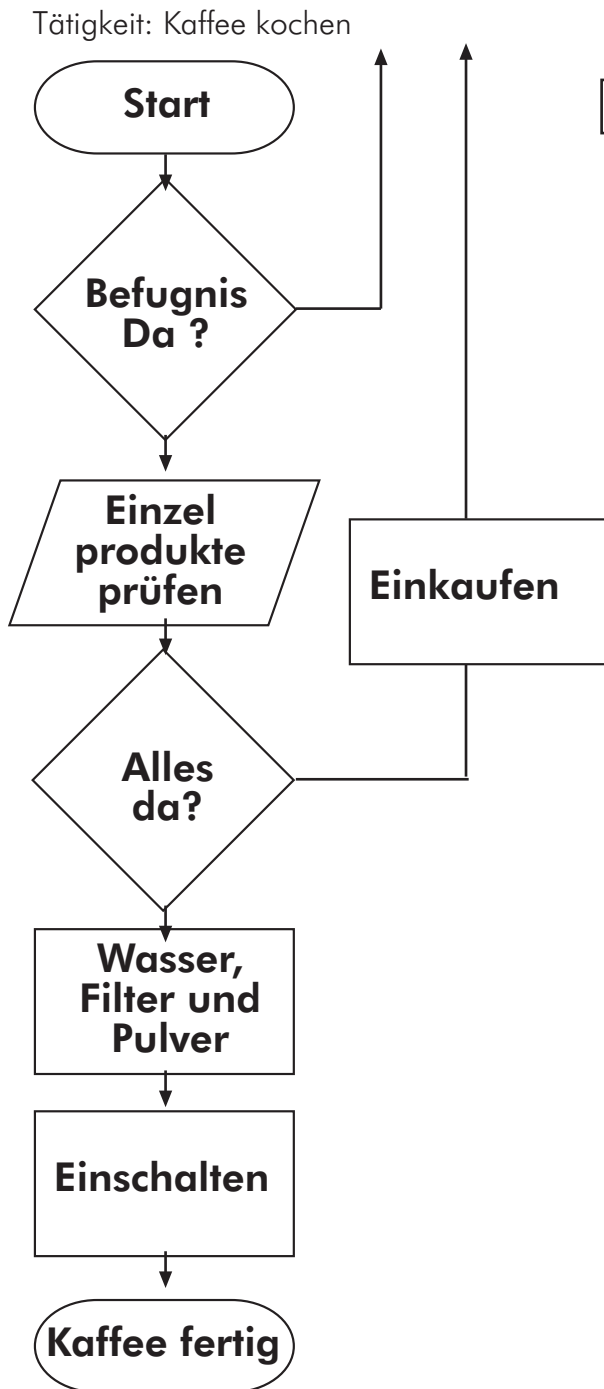 Tätigkeit: Kaffee kochen
Start
Befugnis
Da ?
Einzel
produkte
prüfen
Einkaufen
Alles
da?
Wasser,
Filter und
Pulver
Einschalten
Kaffee fertig